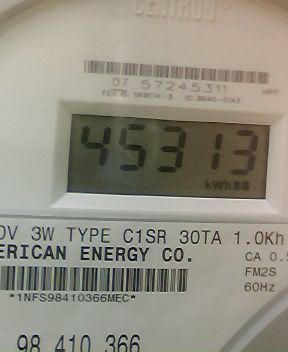 CENTRON®
07 57245311
45313
kWh
0V 3W TYPE C1SR 30TA 1.0Kh
ERICAN ENERGY CO.
CA 0.5
FM2S
60Hz
*1NFS98410366MEC*
98 410 366